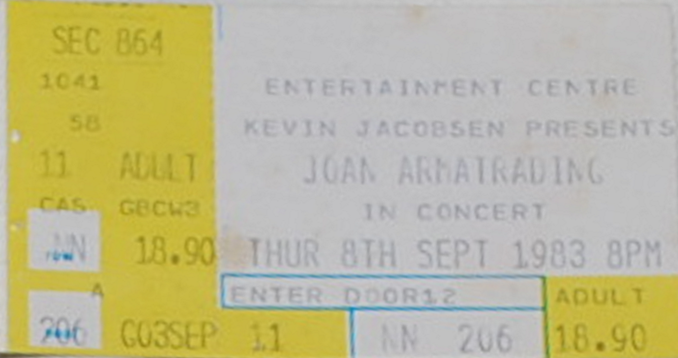 SEC 864
1041
58
11 ADULT
CAS GBCW3
NN 18.90
A
206 G03SEP 11
ENTERTAINMENT CENTRE
KEVIN JACOBSEN PRESENTS
JOAN ARMATRADING
IN CONCERT
THUR 8TH SEPT 1983 8PM
ENTER DOOR12 ADULT
NN 206 18.90